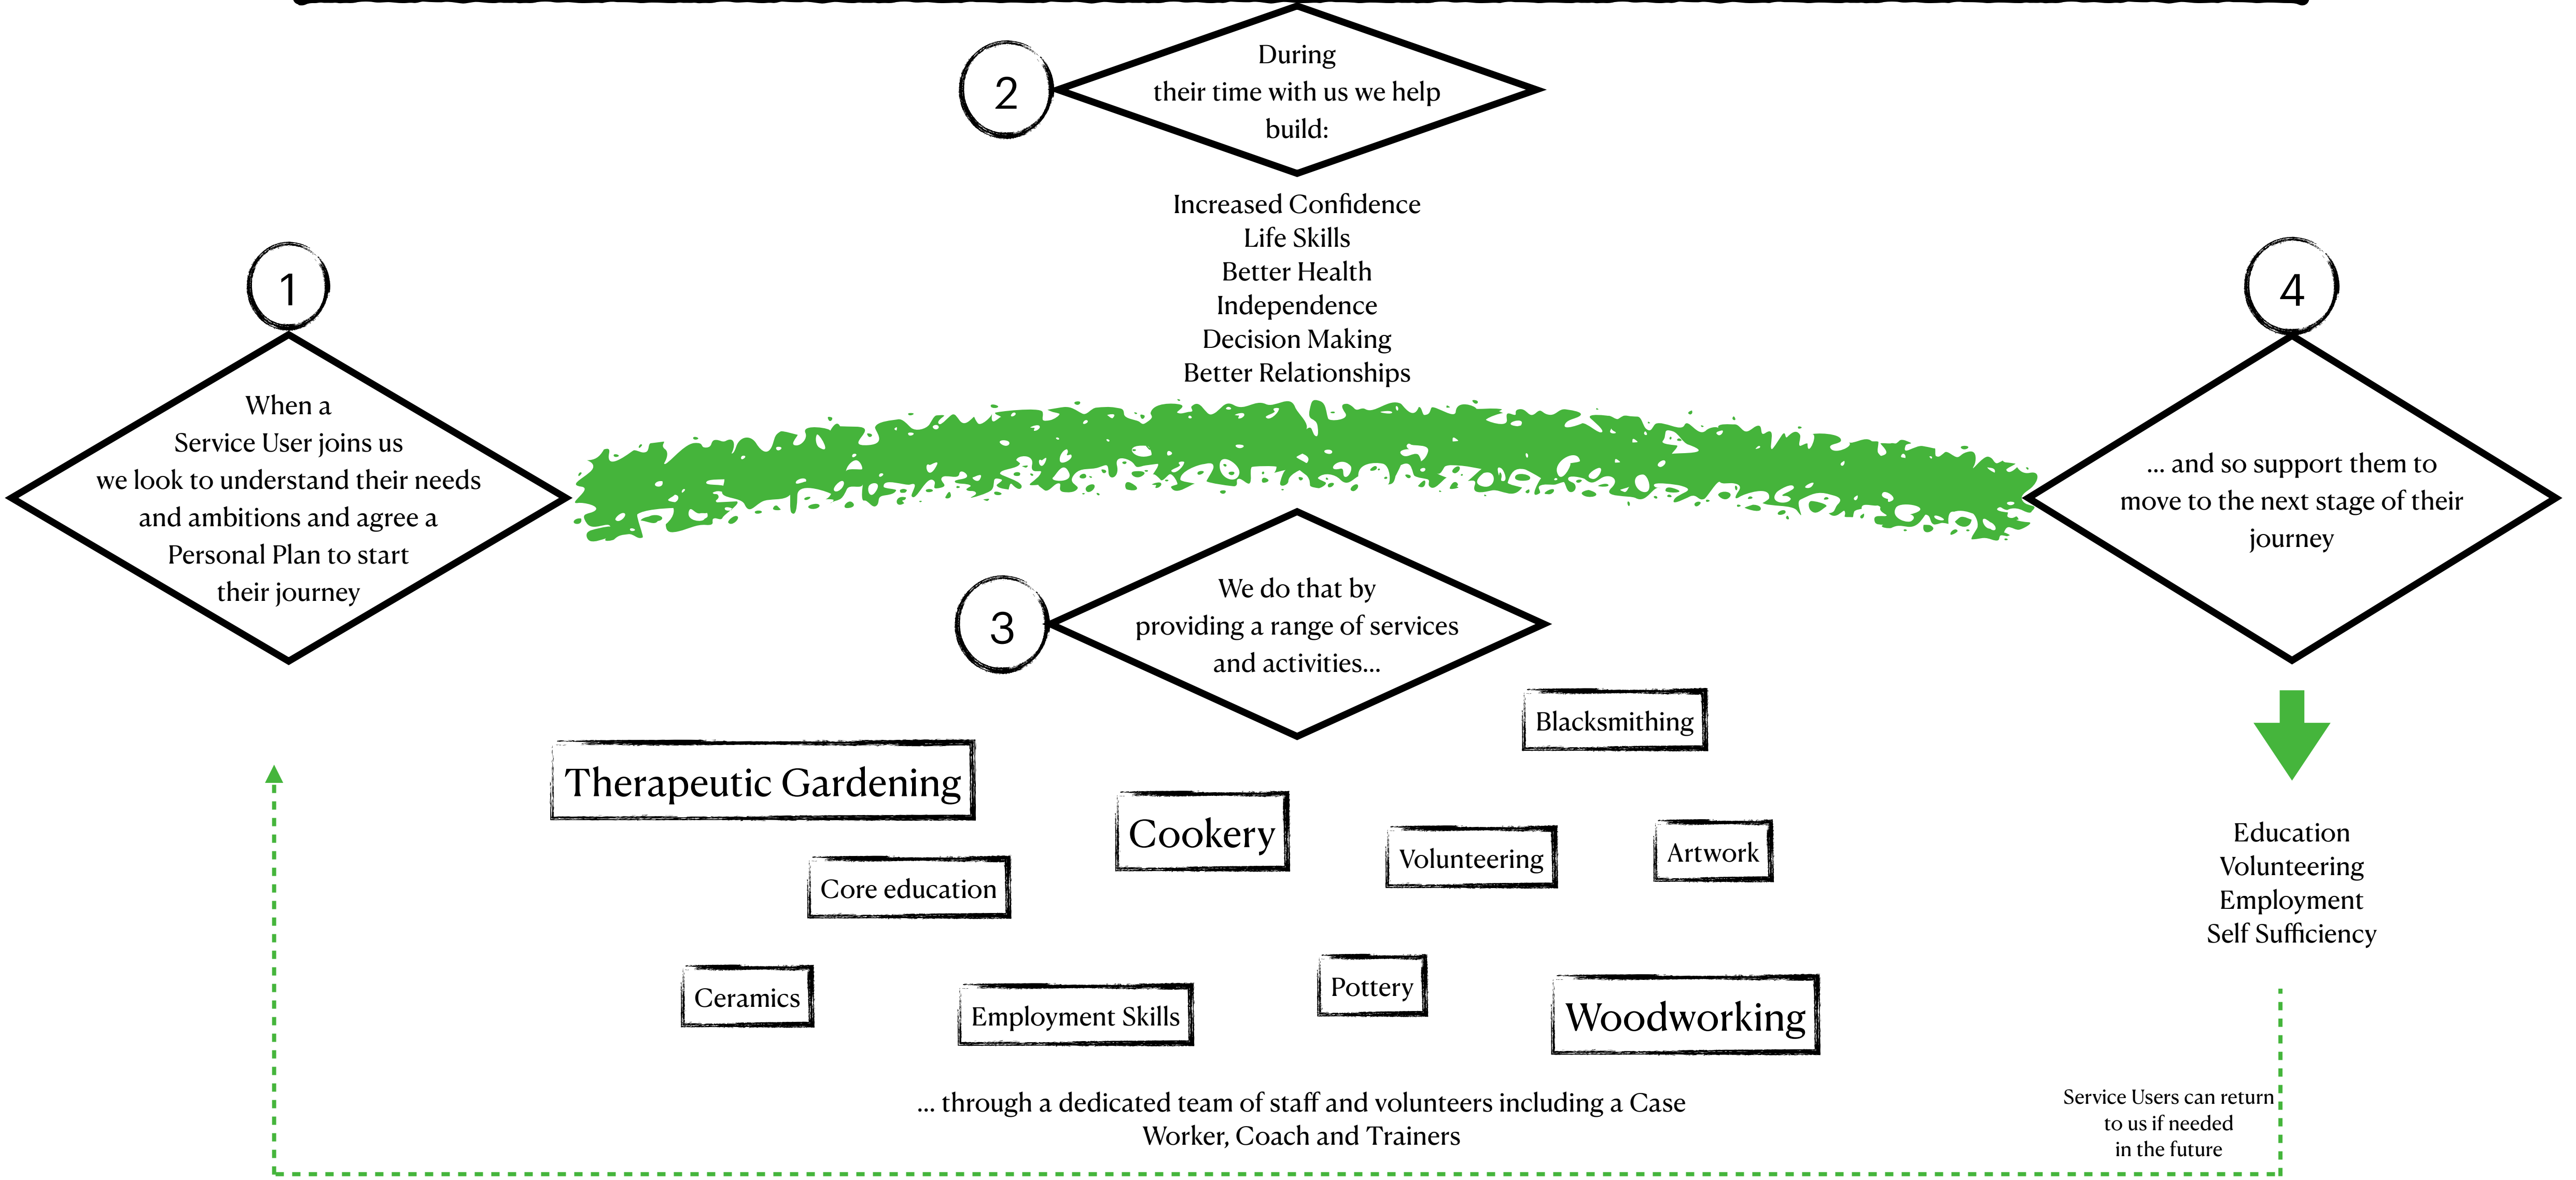 1
When a
Service User joins us
we look to understand their needs
and ambitions and agree a
Personal Plan to start
their journey
2
During
their time with us we help
build:
Increased Confidence
Life Skills
Better Health
Independence
Decision Making
Better Relationships
3
We do that by
providing a range of services
and activities...
Blacksmithing
Therapeutic Gardening
Cookery
Volunteering
Artwork
Core education
Ceramics
Employment Skills
Pottery
Woodworking
... through a dedicated team of staff and volunteers including a Case
Worker, Coach and Trainers
4
... and so support them to
move to the next stage of their
journey
Education
Volunteering
Employment
Self Sufficiency
Service Users can return
to us if needed
in the future